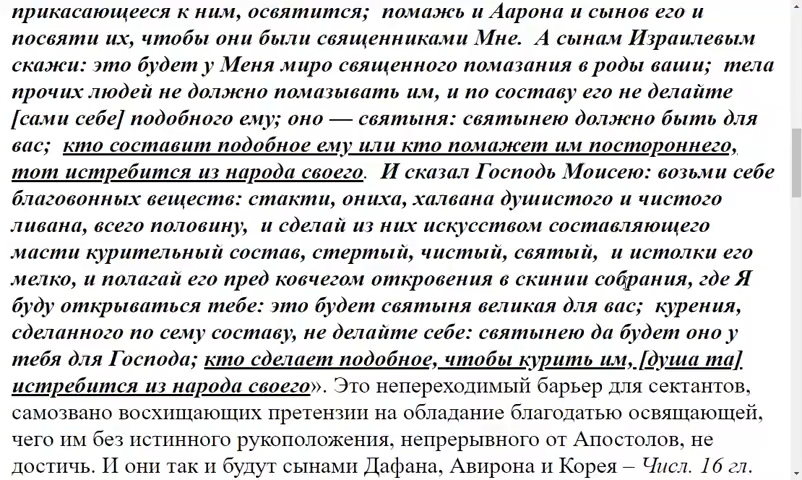 прикасающееся к ним, освятится; помажь и Аарона и сынов его и
посвяти их, чтобы они были священниками Мне. А сынам Израилевым
скажи: это будет у Меня миро священного помазания в роды ваши; тела
прочих людей не должно помазывать им, и по составу его не делайте
[сами себе] подобного ему; оно — святыня: святынею должно быть для
вас; кто составит подобное ему или кто помажет им постороннего,
тот истребится из народа своего. И сказал Господь Моисею: возьми себе
благовонных веществ: стакти, ониха, халвана душистого и чистого
ливана, всего половину, и сделай из них искусством составляющего
масти курительный состав, стертый, чистый, святый, и истолки его
мелко, и полагай его пред ковчегом откровения в скинии собрания, где Я
буду открываться тебе: это будет святыня великая для вас; курения,
сделанного по сему составу, не делайте себе: святынею да будет оно у
тебя для Господа; кто сделает подобное, чтобы курить им, [душа та]
истребится из народа своего». Это непереходимый барьер для сектантов,
самозвано восхищающих претензии на обладание благодатью освящающей,
чего им без истинного рукоположения, непрерывного от Апостолов, не
достичь. И они так и будут сынами Дафана, Авирона и Корея – Числ. 16 гл.